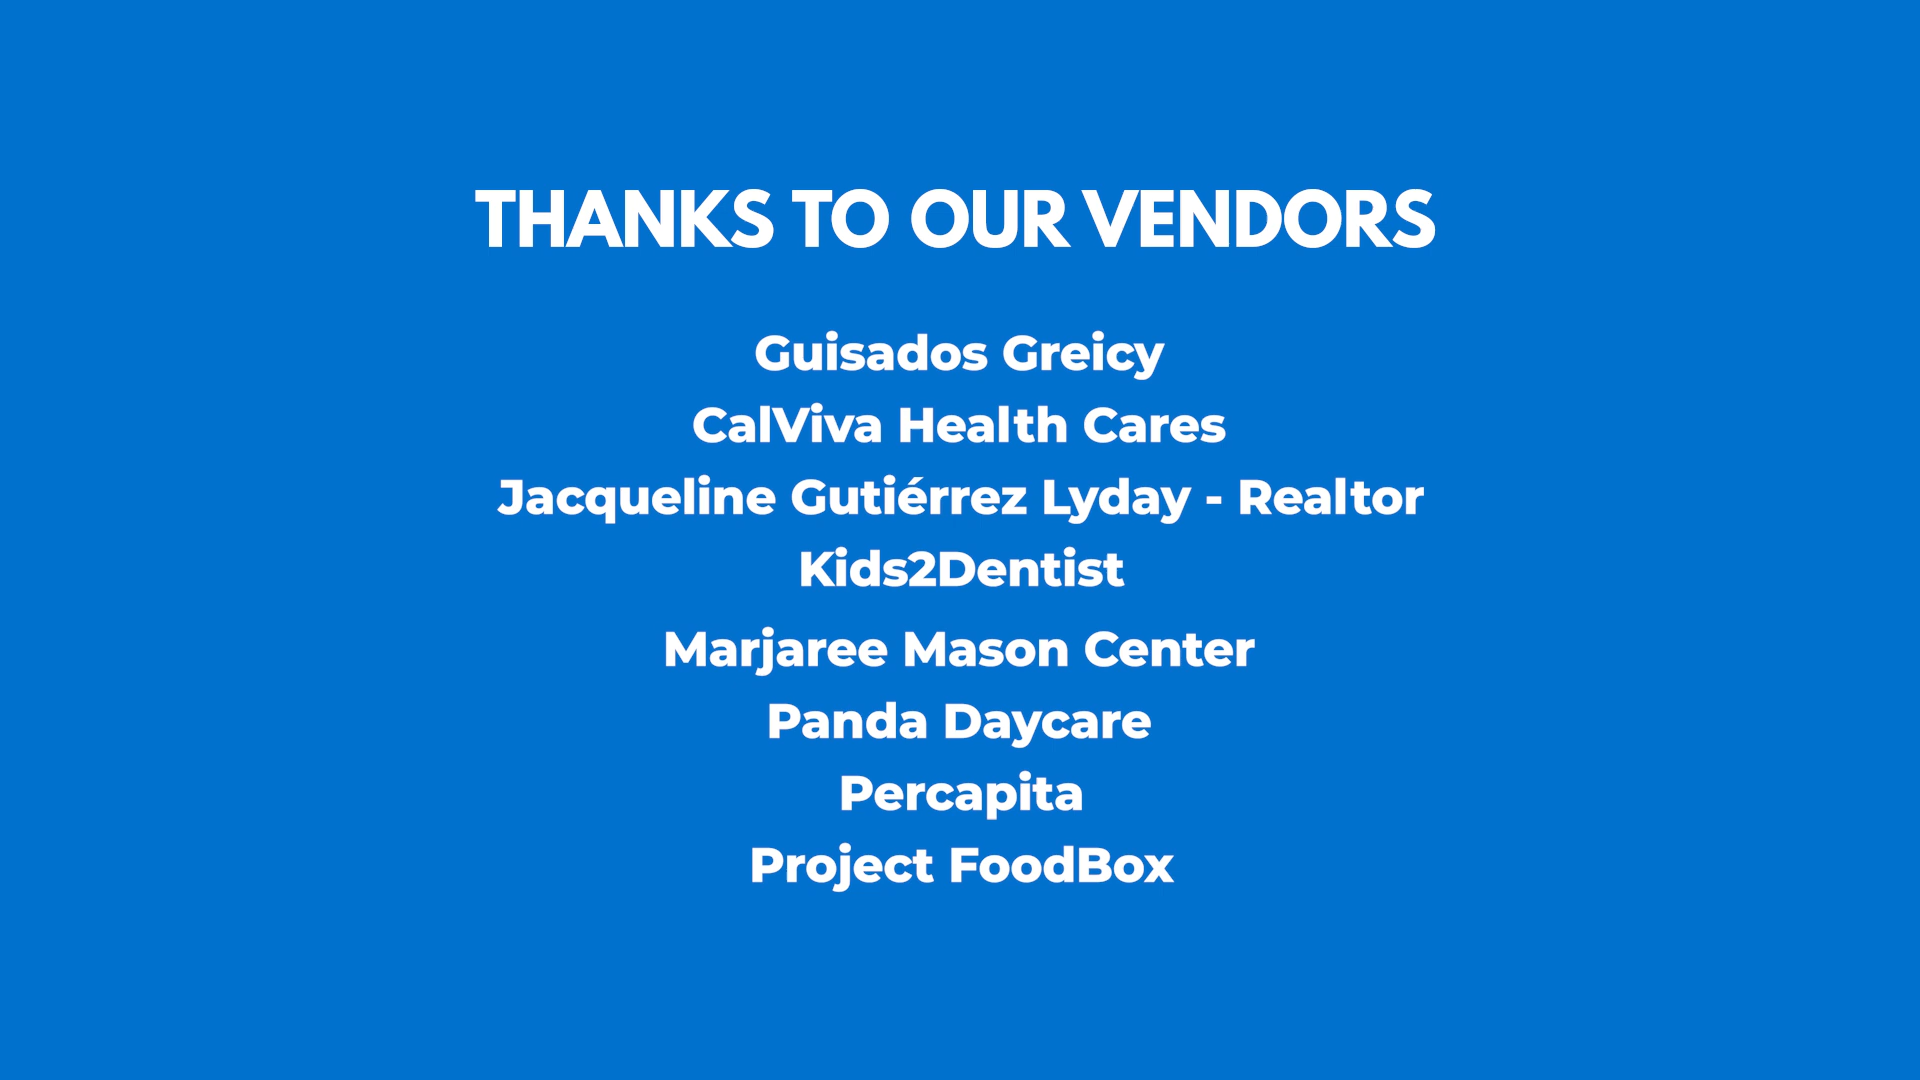 THANKS TO OUR VENDORS
Guisados Greicy
CalViva Health Cares
Jacqueline Gutiérrez Lyday - Realtor
Kids2Dentist
Marjaree Mason Center
Panda Daycare
Percapita
Project FoodBox